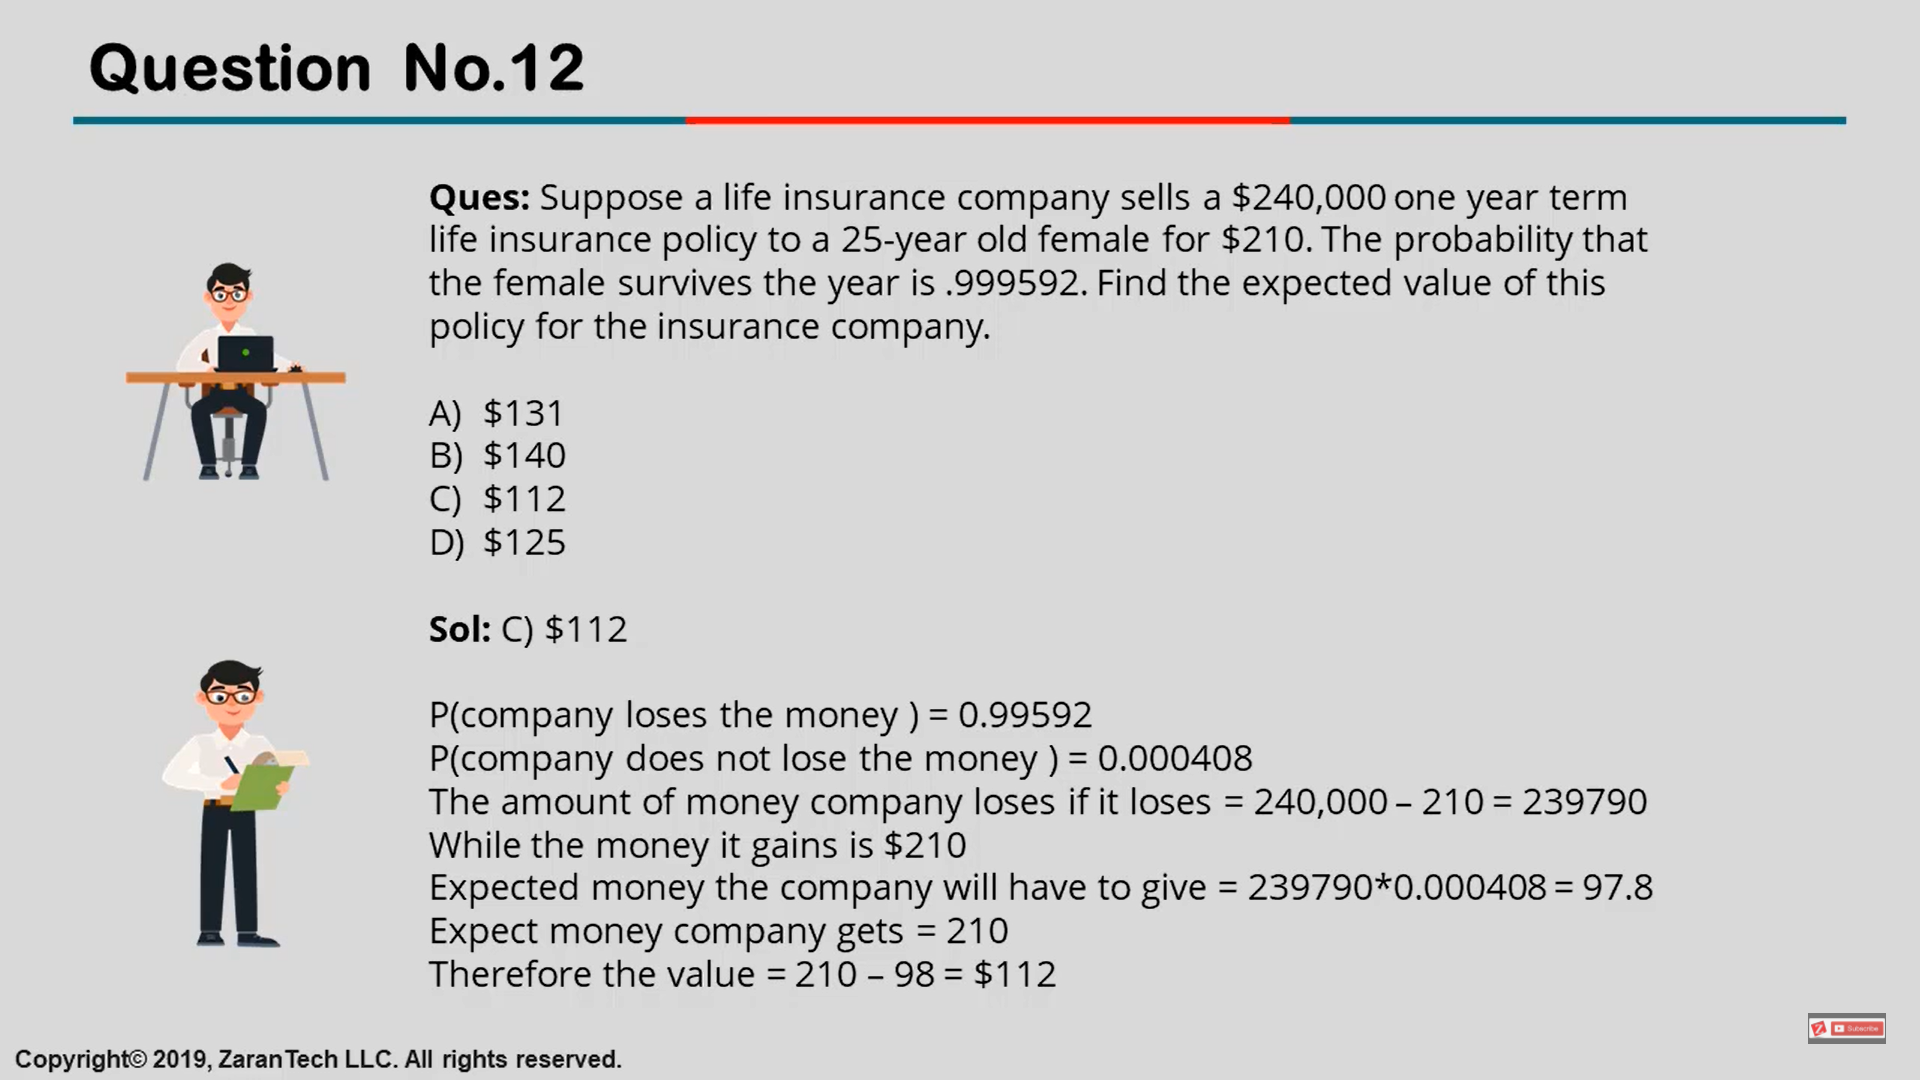 Question No.12
Ques: Suppose a life insurance company sells a $240,000 one year term
life insurance policy to a 25-year old female for $210. The probability that
the female survives the year is .999592. Find the expected value of this
policy for the insurance company.
A) $131
B) $140
C) $112
D) $125
Sol: C) $112
P(company loses the money ) = 0.99592
P(company does not lose the money ) = 0.000408
The amount of money company loses if it loses = 240,000 – 210 = 239790
While the money it gains is $210
Expected money the company will have to give = 239790*0.000408 = 97.8
Expect money company gets = 210
Therefore the value = 210 – 98 = $112
Subscribe
Copyright© 2019, ZaranTech LLC. All rights reserved.